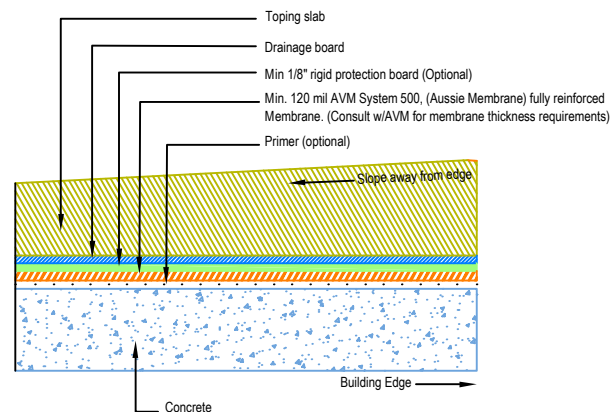 Toping slab
Drainage board
Min 1/8" rigid protection board (Optional)
Min. 120 mil AVM System 500, (Aussie Membrane) fully reinforced
Membrane. (Consult w/AVM for membrane thickness requirements)
Primer (optional)
Slope away from edge
Building Edge
Concrete